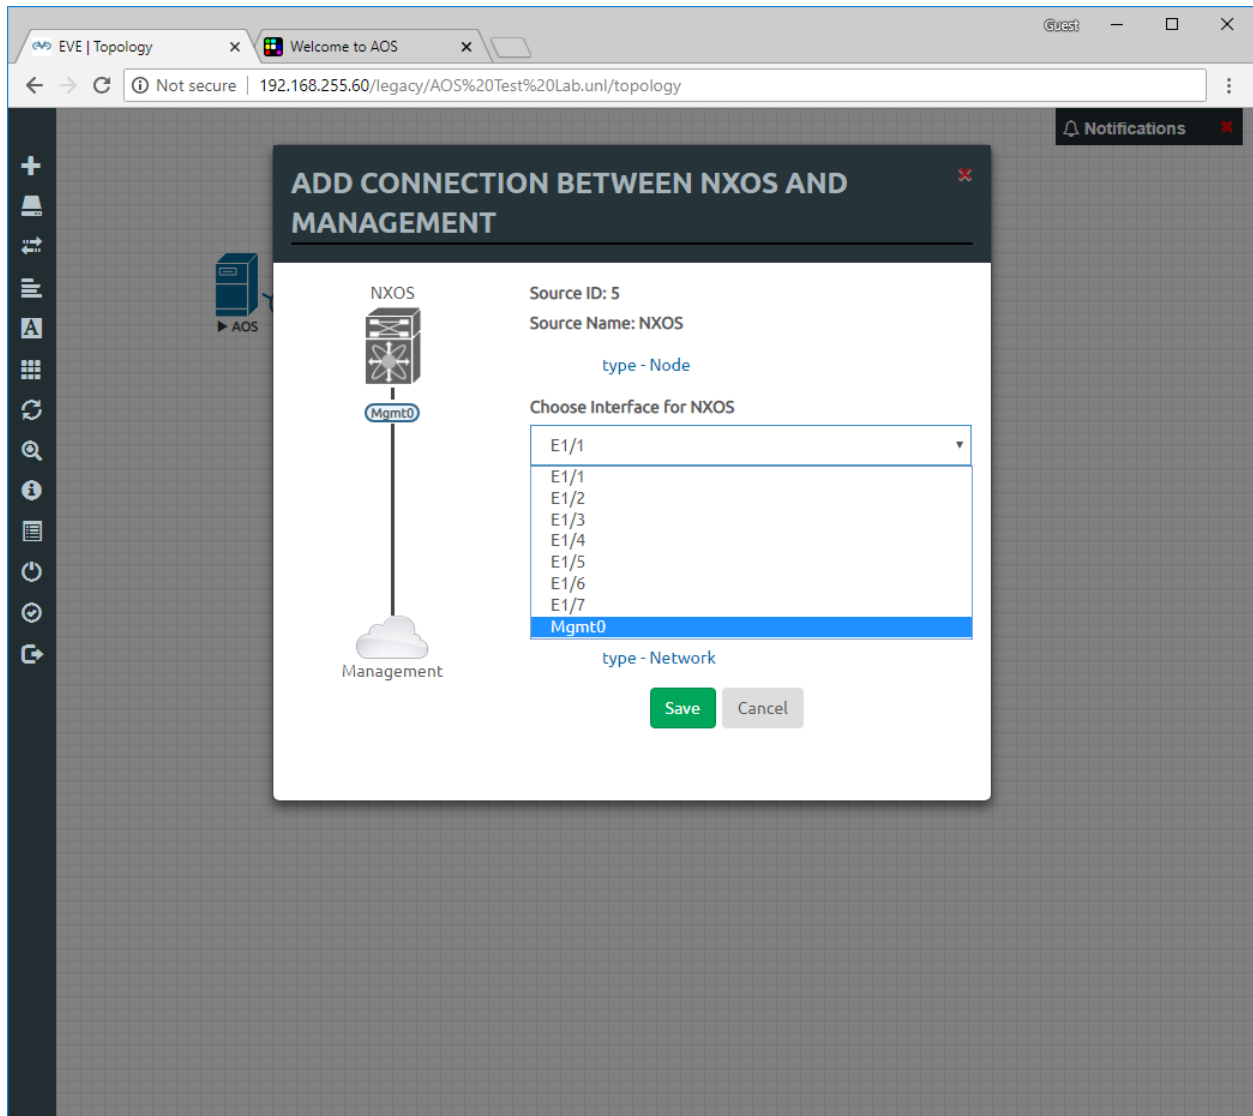 Guest
EVE | Topology
Welcome to AOS
Not secure | 192.168.255.60/legacy/AOS%20Test%20Lab.unl/topology
Notifications
ADD CONNECTION BETWEEN NXOS AND
MANAGEMENT
AOS
NXOS
Mgmt0
Management
Source ID: 5
Source Name: NXOS
type - Node
Choose Interface for NXOS
E1/1
E1/1
E1/2
E1/3
E1/4
E1/5
E1/6
E1/7
Mgmt0
type - Network
Save
Cancel
A